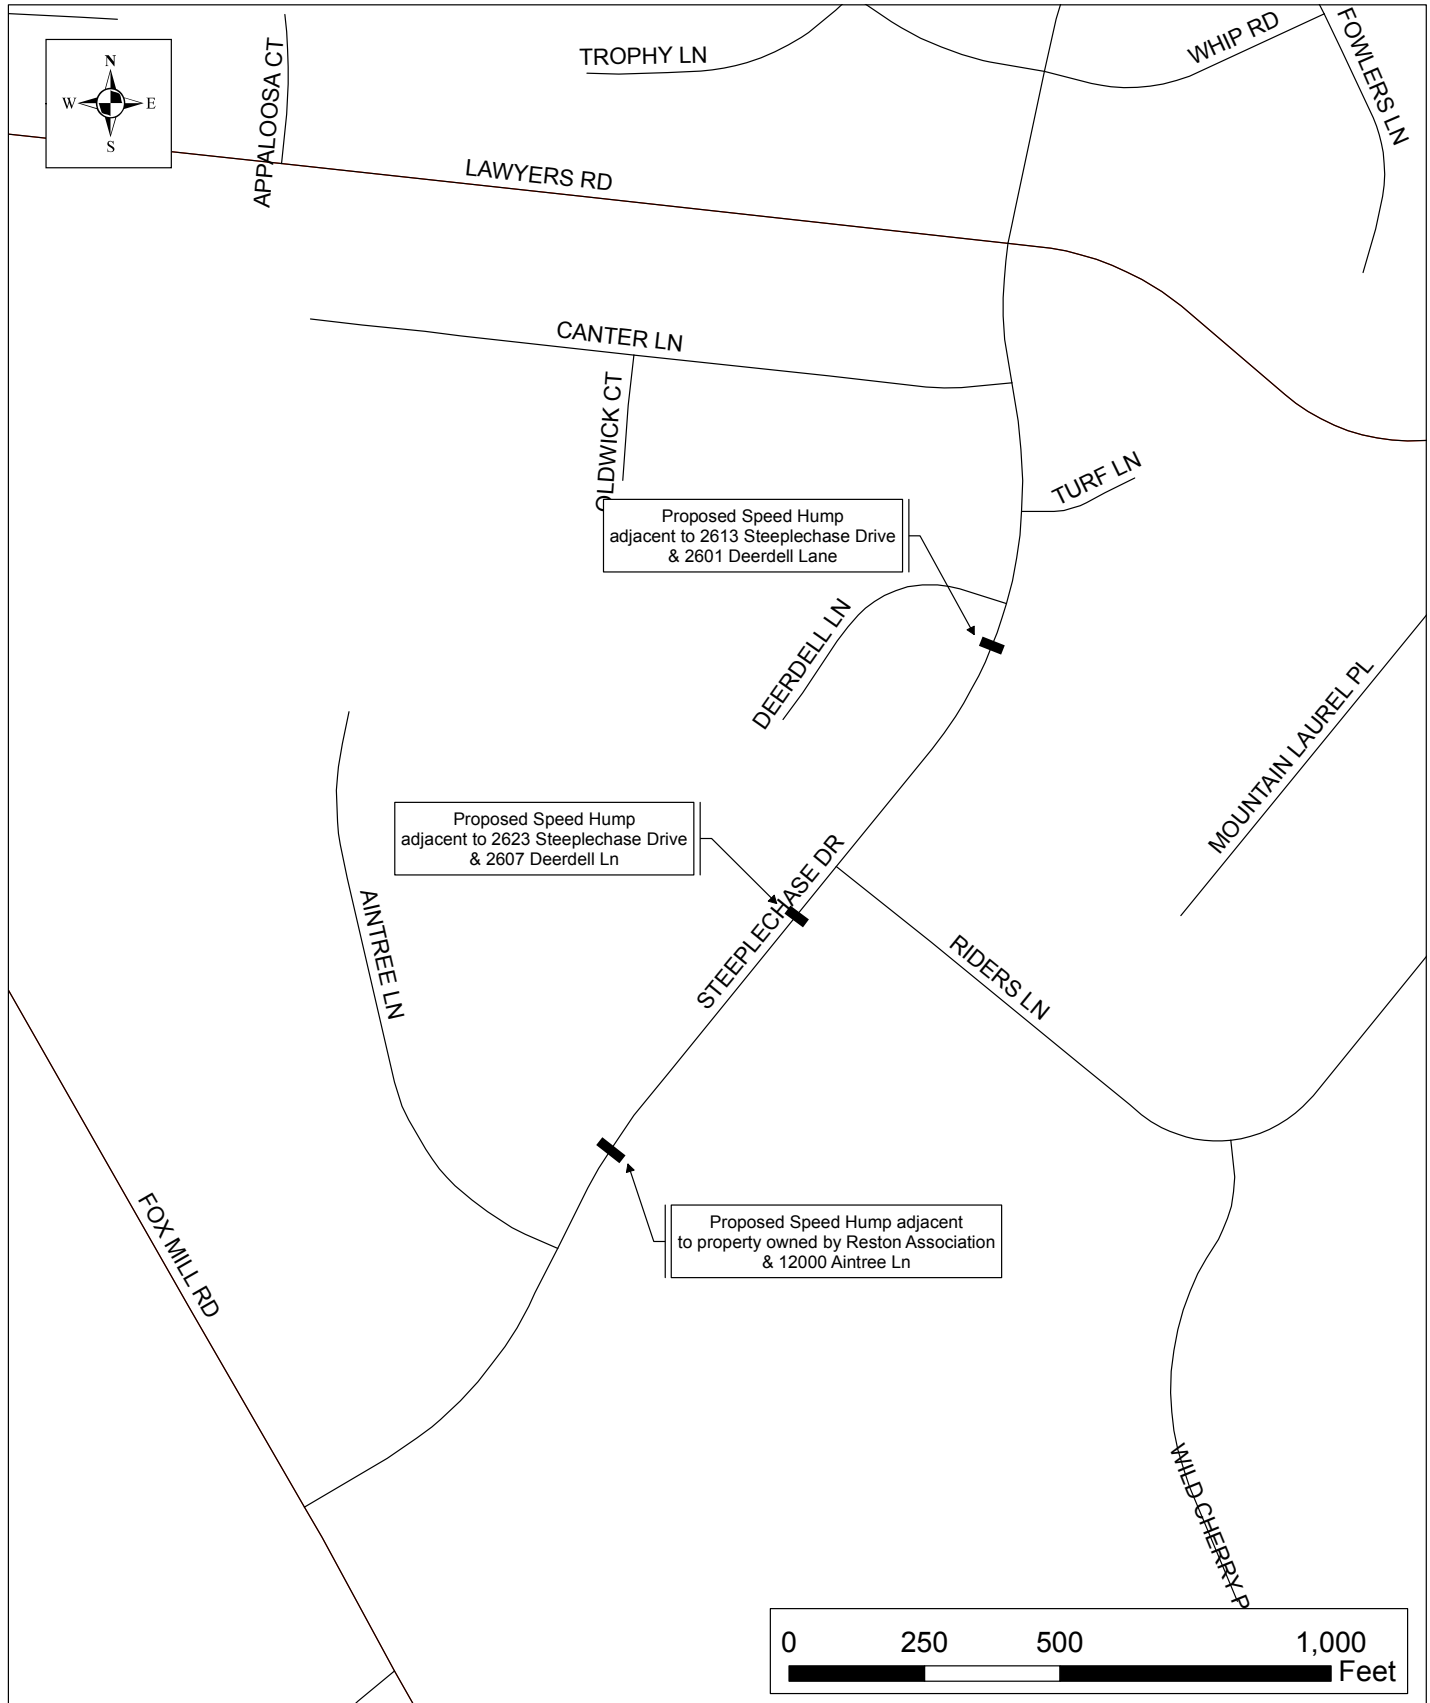 TROPHY LN
WHIP RD
FOWLERS LN
N
W E
S
APPALOOSA CT
LAWYERS RD
CANTER LN
OLDWICK CT
TURF LN
Proposed Speed Hump
adjacent to 2613 Steeplechase Drive
& 2601 Deerdell Lane
DEERDELL LN
MOUNTAIN LAUREL PL
Proposed Speed Hump
adjacent to 2623 Steeplechase Drive
& 2607 Deerdell Ln
STEEPLECHASE DR
AINTREE LN
RIDERS LN
FOX MILL RD
Proposed Speed Hump adjacent
to property owned by Reston Association
& 12000 Aintree Ln
WILD CHERRY P
0 250 500 1,000
Feet